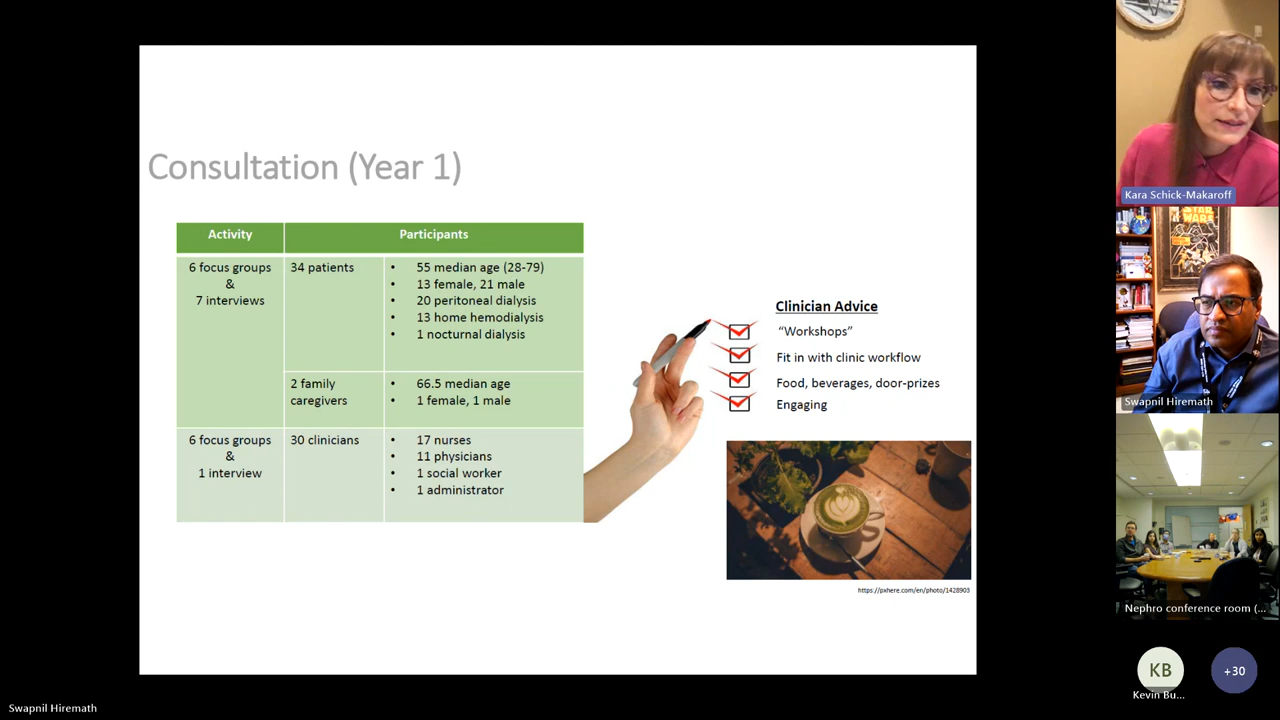 Consultation (Year 1)
Activity
Participants
6 focus groups
&
7 interviews
34 patients
• 55 median age (28-79)
• 13 female, 21 male
• 20 peritoneal dialysis
• 13 home hemodialysis
• 1 nocturnal dialysis
2 family
caregivers
• 66.5 median age
• 1 female, 1 male
6 focus groups
&
1 interview
30 clinicians
• 17 nurses
• 11 physicians
• 1 social worker
• 1 administrator
Clinician Advice
“Workshops”
Fit in with clinic workflow
Food, beverages, door-prizes
Engaging
https://pxhere.com/en/photo/1428903
Kara Schick-Makaroff
STAR
WARS
Swapnil Hiremath
Nephro conference room (...
KB
Kevin Bu...
+30
Swapnil Hiremath